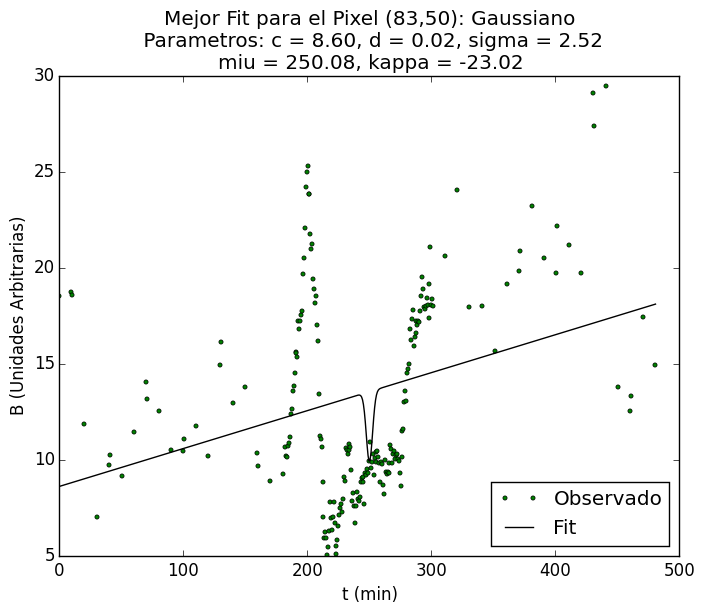 Mejor Fit para el Pixel (83,50): Gaussiano
Parametros: c = 8.60, d = 0.02, sigma = 2.52
miu = 250.08, kappa = -23.02
30
25
20
15
10
5
B (Unidades Arbitrarias)
Observado
Fit
0 100 200 300 400 500
t (min)